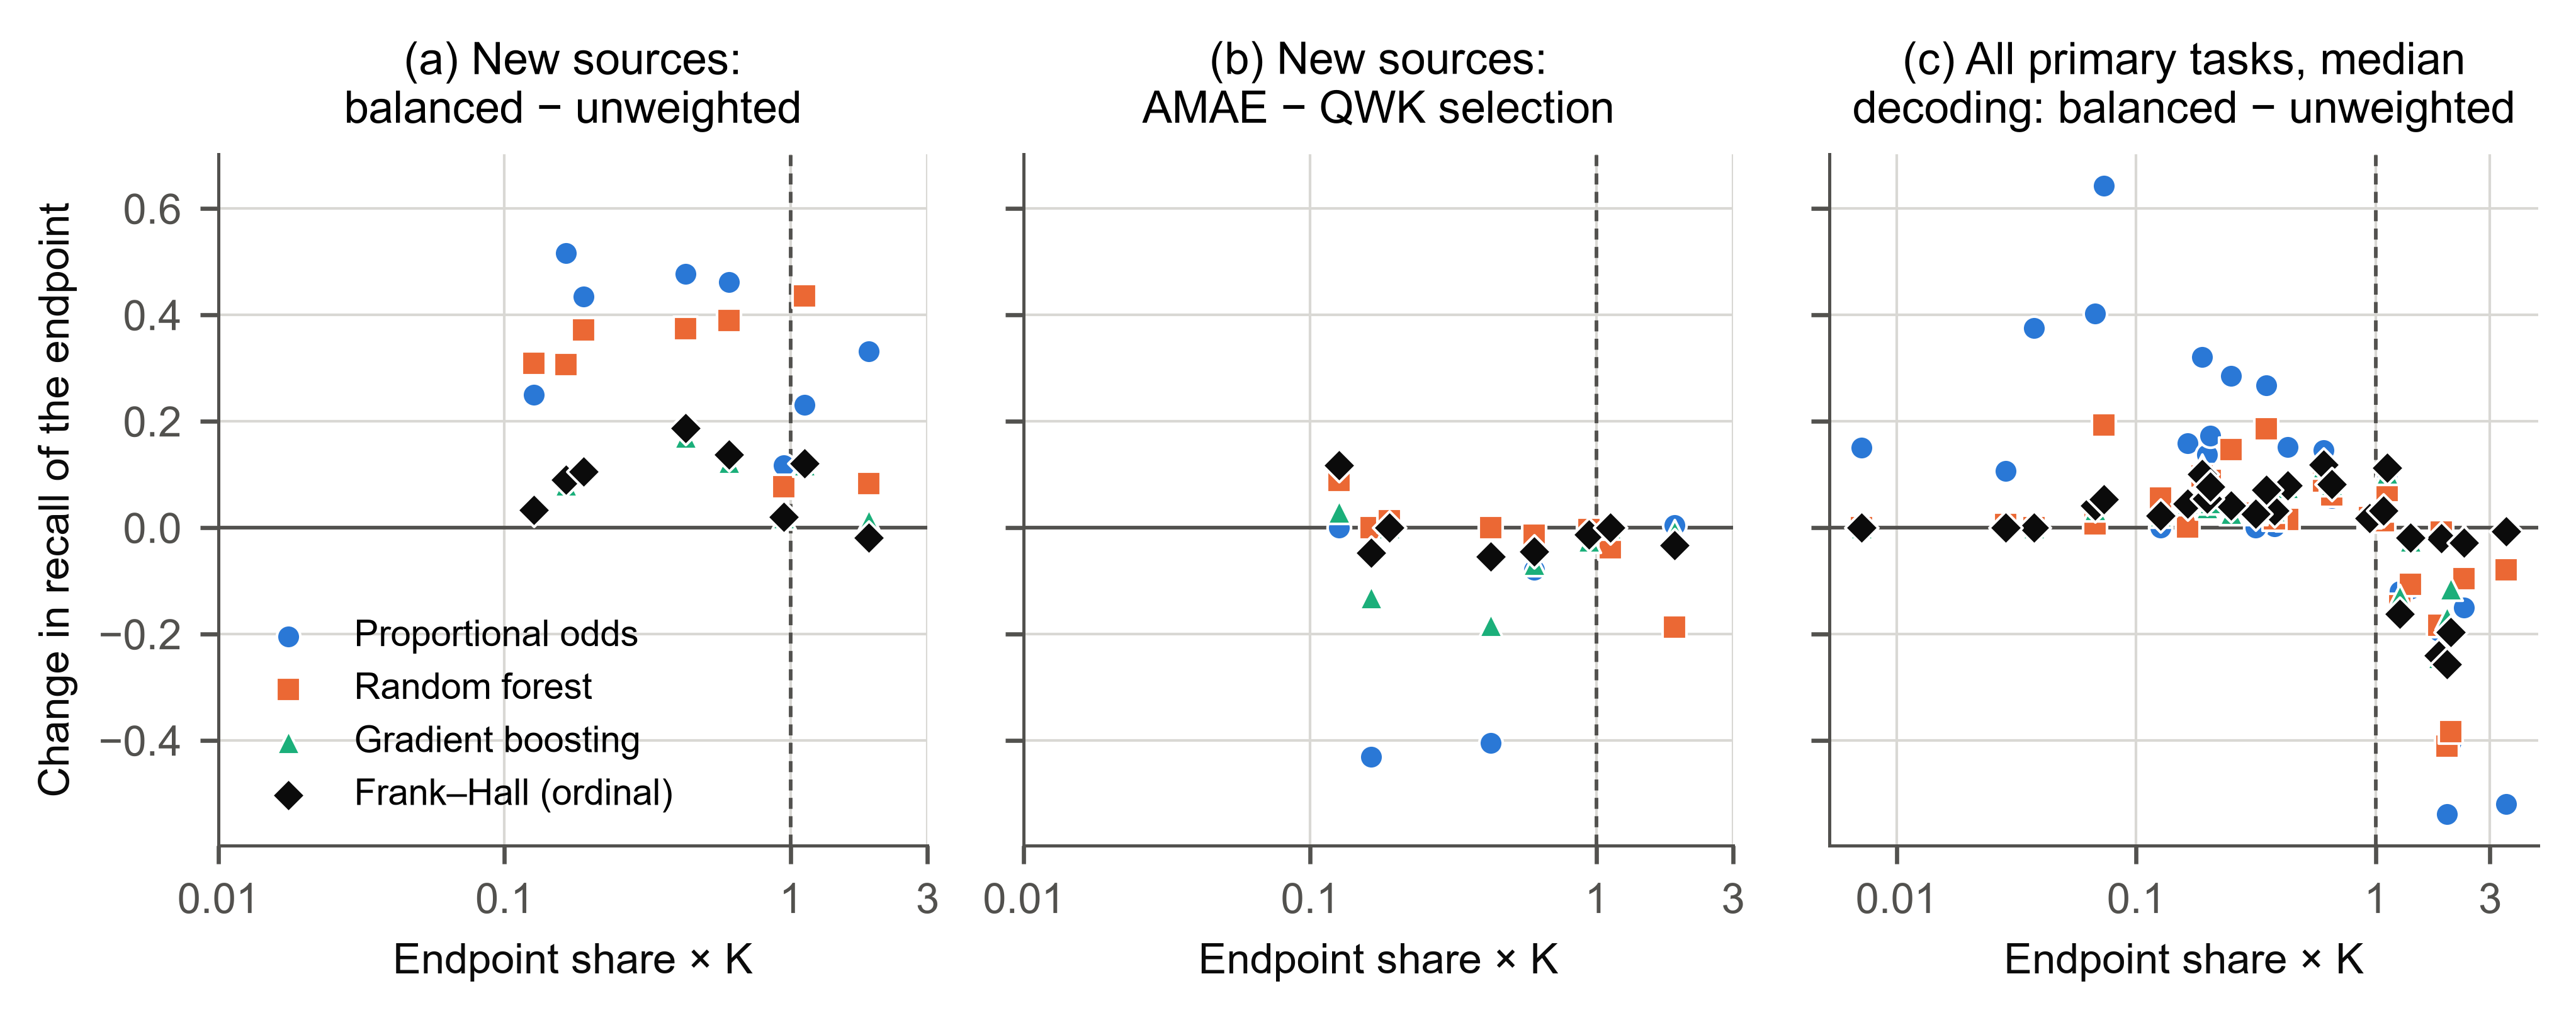 (a) New sources:
balanced − unweighted
(b) New sources:
AMAE − QWK selection
(c) All primary tasks, median
decoding: balanced − unweighted
Change in recall of the endpoint
0.6
0.4
0.2
0.0
−0.2
−0.4
Proportional odds
Random forest
Gradient boosting
Frank–Hall (ordinal)
0.01 0.1 1 3
0.01 0.1 1 3
0.01 0.1 1 3
Endpoint share × K
Endpoint share × K
Endpoint share × K